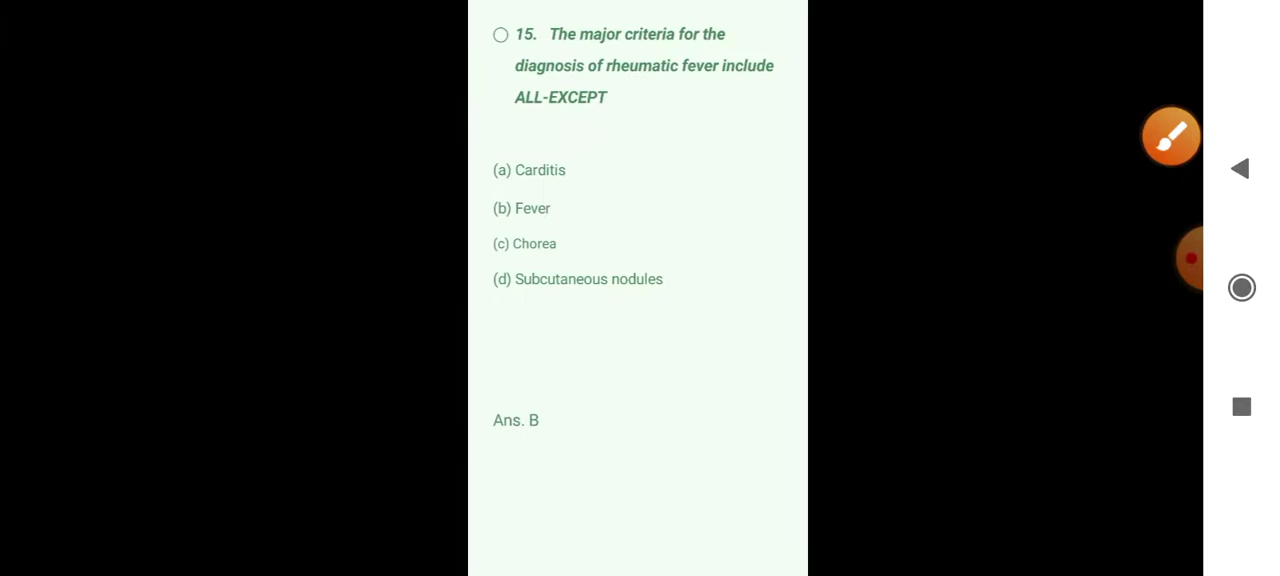 15. The major criteria for the
diagnosis of rheumatic fever include
ALL-EXCEPT
(a) Carditis
(b) Fever
(c) Chorea
(d) Subcutaneous nodules
Ans. B